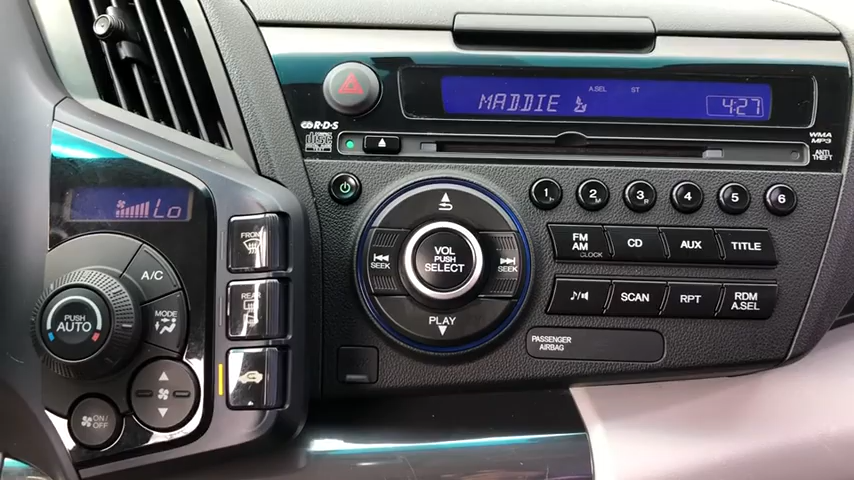 MADDIE A.SEL ST 4:27
R·D·S
disc
WMA
MP3
ANTI
THEFT
Lo
FRONT
A/C
REAR
PUSH
AUTO
MODE
ON/
OFF
VOL
PUSH
SELECT
SEEK
SEEK
PLAY
1 2 3 4 5 6
FM
AM
CLOCK
CD
AUX
TITLE
SCAN
RPT
RDM
A.SEL
PASSENGER
AIRBAG